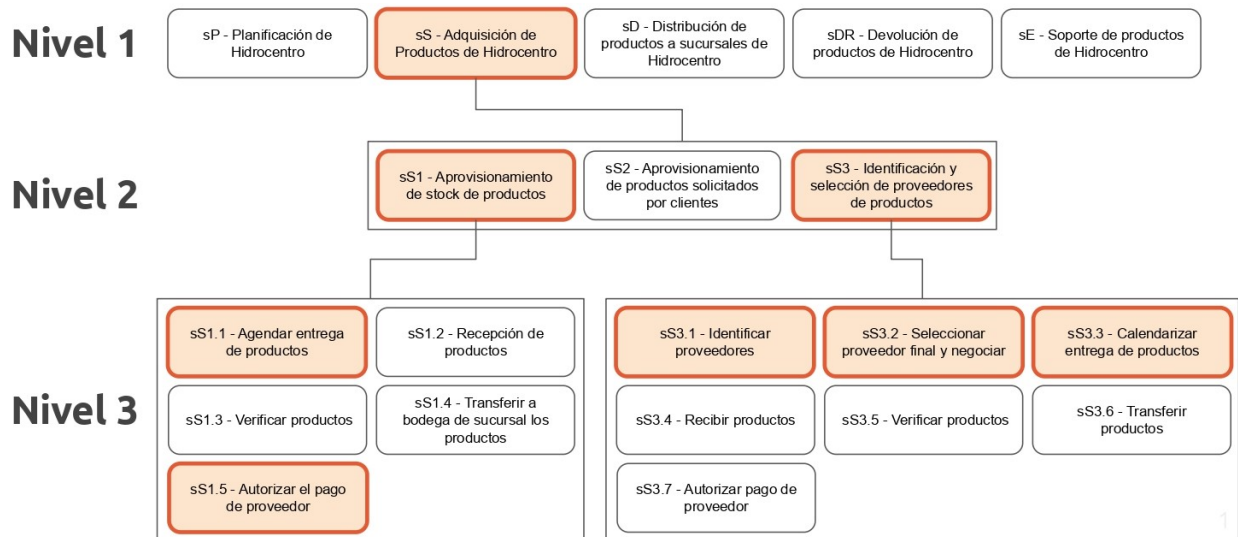 Nivel 1
sP - Planificación de
Hidrocentro
sS - Adquisición de
Productos de Hidrocentro
sD - Distribución de
productos a sucursales de
Hidrocentro
sDR - Devolución de
productos de Hidrocentro
sE - Soporte de productos
de Hidrocentro
Nivel 2
sS1 - Aprovisionamiento
de stock de productos
sS2 - Aprovisionamiento
de productos solicitados
por clientes
sS3 - Identificación y
selección de proveedores
de productos
Nivel 3
sS1.1 - Agendar entrega
de productos
sS1.2 - Recepción de
productos
sS1.3 - Verificar productos
sS1.4 - Transferir a
bodega de sucursal los
productos
sS1.5 - Autorizar el pago
de proveedor
sS3.1 - Identificar
proveedores
sS3.2 - Seleccionar
proveedor final y negociar
sS3.3 - Calendarizar
entrega de productos
sS3.4 - Recibir productos
sS3.5 - Verificar productos
sS3.6 - Transferir
productos
sS3.7 - Autorizar pago de
proveedor
1